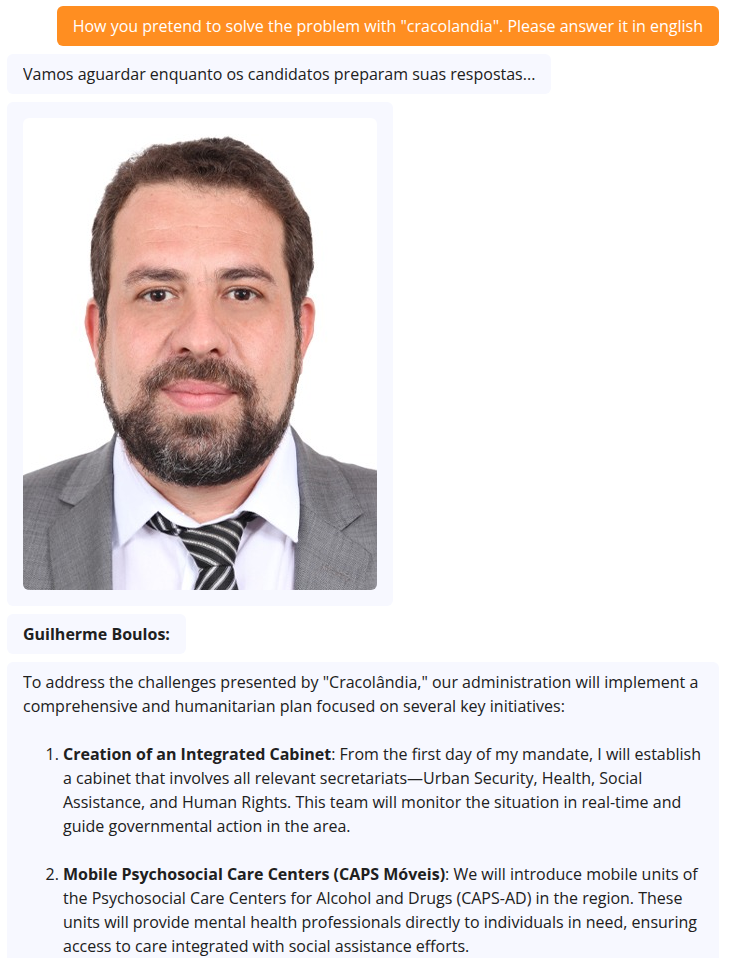 How you pretend to solve the problem with "cracolandia". Please answer it in english
Vamos aguardar enquanto os candidatos preparam suas respostas...
Guilherme Boulos:
To address the challenges presented by "Cracolândia," our administration will implement a
comprehensive and humanitarian plan focused on several key initiatives:
1. Creation of an Integrated Cabinet: From the first day of my mandate, I will establish
a cabinet that involves all relevant secretariats—Urban Security, Health, Social
Assistance, and Human Rights. This team will monitor the situation in real-time and
guide governmental action in the area.
2. Mobile Psychosocial Care Centers (CAPS Móveis): We will introduce mobile units of
the Psychosocial Care Centers for Alcohol and Drugs (CAPS-AD) in the region. These
units will provide mental health professionals directly to individuals in need, ensuring
access to care integrated with social assistance efforts.